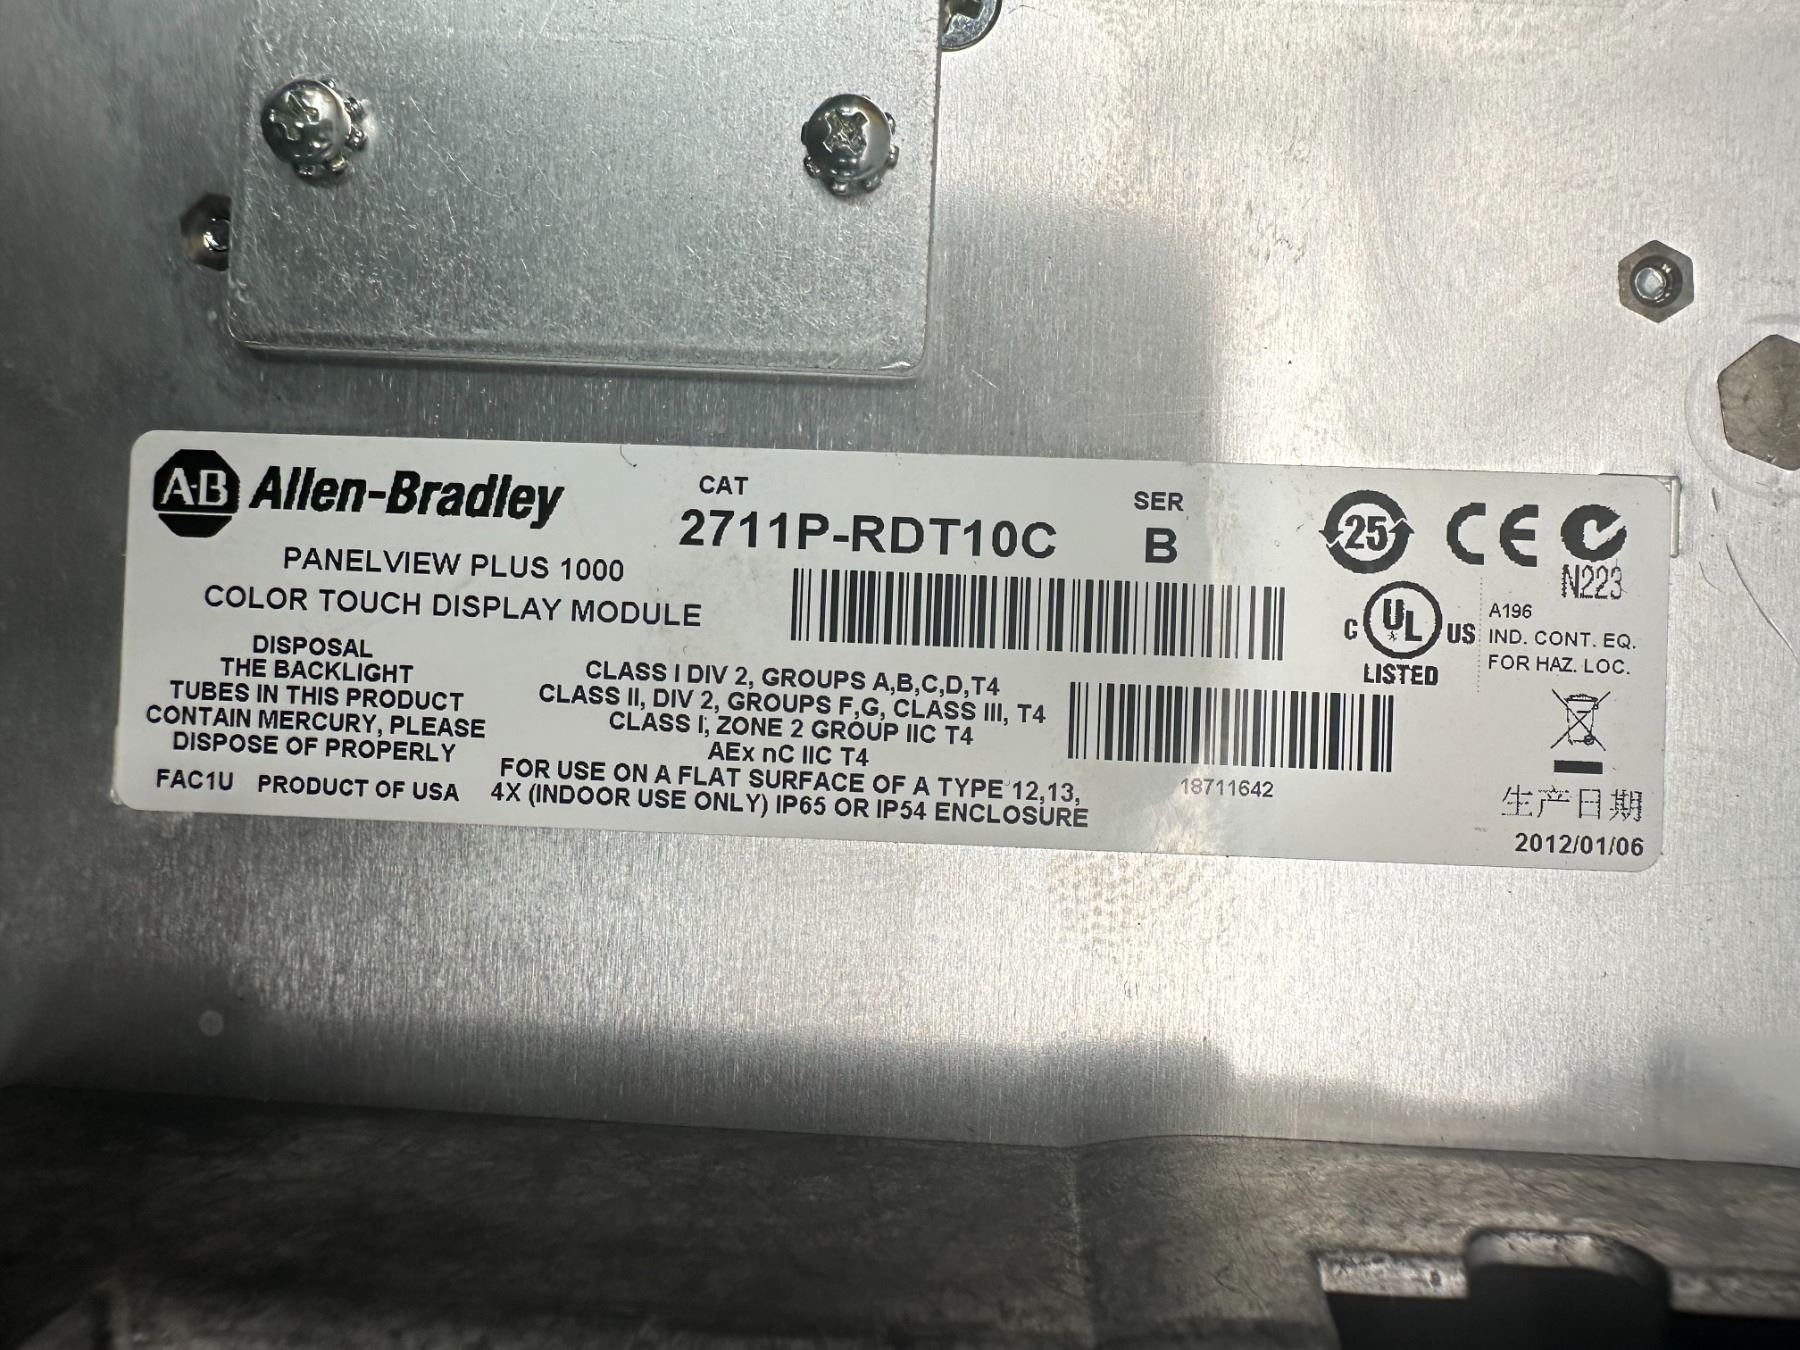 A-B Allen-Bradley
PANELVIEW PLUS 1000
COLOR TOUCH DISPLAY MODULE
DISPOSAL
THE BACKLIGHT
TUBES IN THIS PRODUCT
CONTAIN MERCURY, PLEASE
DISPOSE OF PROPERLY
FAC1U PRODUCT OF USA
CAT
2711P-RDT10C
SER
B
CLASS I DIV 2, GROUPS A,B,C,D,T4
CLASS II, DIV 2, GROUPS F,G, CLASS III, T4
CLASS I, ZONE 2 GROUP IIC T4
AEx nC IIC T4
FOR USE ON A FLAT SURFACE OF A TYPE 12,13,
4X (INDOOR USE ONLY) IP65 OR IP54 ENCLOSURE
18711642
25 CE
N223
C UL US
LISTED
A196
IND. CONT. EQ.
FOR HAZ. LOC.
生产日期
2012/01/06